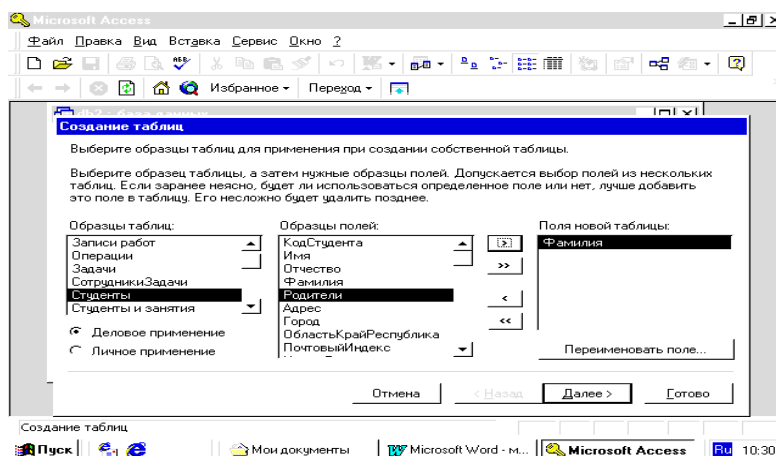 Microsoft Access
Файл Правка Вид Вставка Сервис Окно ?
Избранное Переход
db2 : база данных
Создание таблиц
Выберите образцы таблиц для применения при создании собственной таблицы.
Выберите образец таблицы, а затем нужные образцы полей. Допускается выбор полей из нескольких
таблиц. Если заранее неясно, будет ли использоваться определенное поле или нет, лучше добавить
это поле в таблицу. Его несложно будет удалить позднее.
Образцы таблиц:
Записи работ
Операции
Задачи
СотрудникиЗадачи
Студенты
Студенты и занятия
Деловое применение
Личное применение
Образцы полей:
КодСтудента
Имя
Отчество
Фамилия
Родители
Адрес
Город
ОбластьКрайРеспублика
ПочтовыйИндекс
>
>>
<
<<
Поля новой таблицы:
Фамилия
Переименовать поле...
Отмена
< Назад
Далее >
Готово
Создание таблиц
Пуск
Мои документы
Microsoft Word - м...
Microsoft Access
Ru
10:30